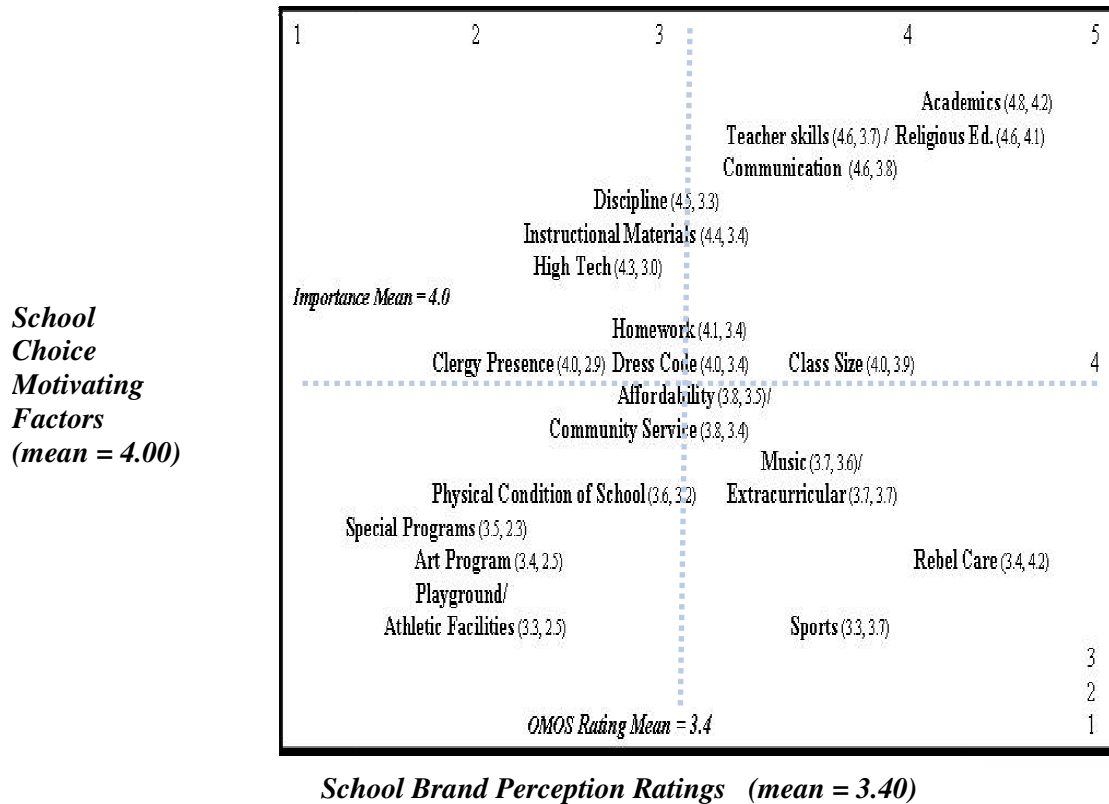 1 2 3 4 5
Academics (4.8, 4.2)
Teacher skills (4.6, 3.7) / Religious Ed. (4.6, 4.1)
Communication (4.6, 3.8)
Discipline (4.5, 3.3)
Instructional Materials (4.4, 3.4)
High Tech (4.3, 3.0)
Importance Mean = 4.0
Homework (4.1, 3.4)
Clergy Presence (4.0, 2.9) Dress Code (4.0, 3.4) Class Size (4.0, 3.9) 4
Affordability (3.8, 3.5)/
Community Service (3.8, 3.4)
Music (3.7, 3.6)/
Physical Condition of School (3.6, 3.2) Extracurricular (3.7, 3.7)
Special Programs (3.5, 2.3)
Art Program (3.4, 2.5) Rebel Care (3.4, 4.2)
Playground/
Athletic Facilities (3.3, 2.5) Sports (3.3, 3.7)
3
2
OMOS Rating Mean = 3.4 1
School
Choice
Motivating
Factors
(mean = 4.00)
School Brand Perception Ratings (mean = 3.40)